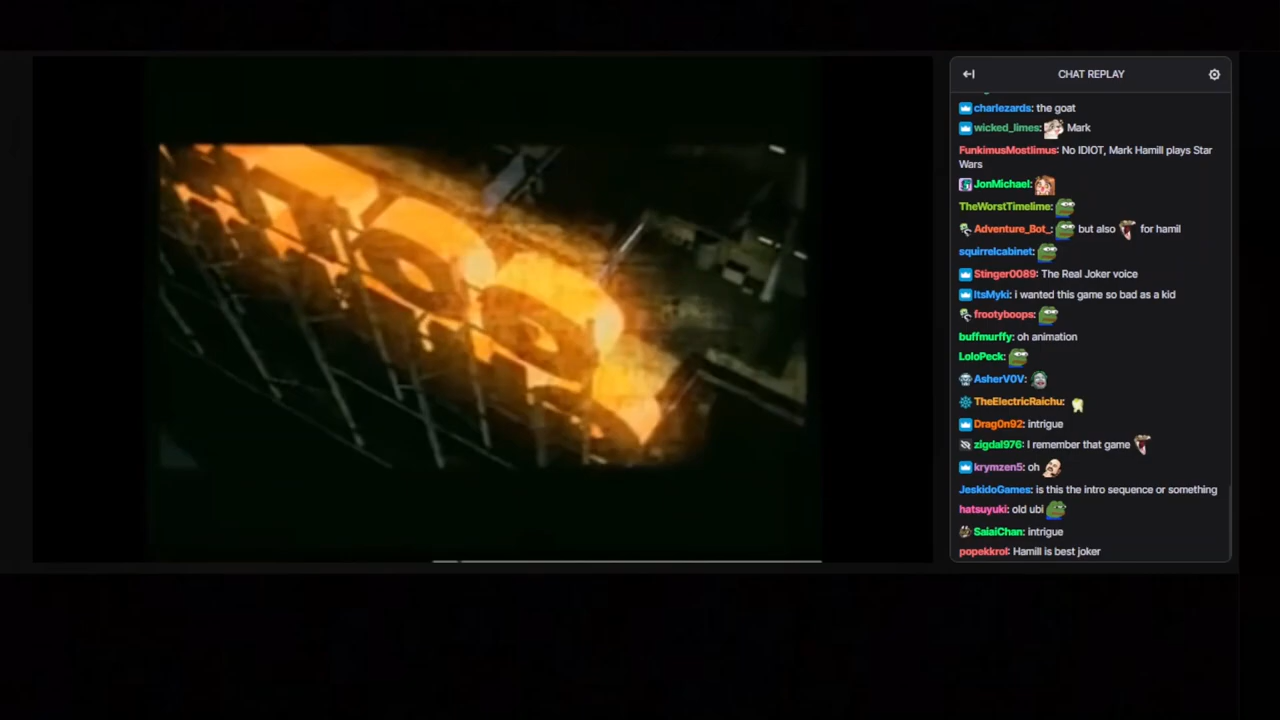 CHAT REPLAY
charlezards: the goat
wicked_limes: Mark
FunkimusMostlimus: No IDIOT, Mark Hamill plays Star
Wars
JonMichael:
TheWorstTimelime:
Adventure_Bot_: but also for hamil
squirrelcabinet:
Stinger0089: The Real Joker voice
ItsMyki: i wanted this game so bad as a kid
frootyboops:
buffmurffy: oh animation
LoloPeck:
AsherV0V:
TheElectricRaichu:
Drag0n92: intrigue
zigdal976: I remember that game
krymzen5: oh
JeskidoGames: is this the intro sequence or something
hatsuyuki: old ubi
SaiaiChan: intrigue
popekkrol: Hamill is best joker